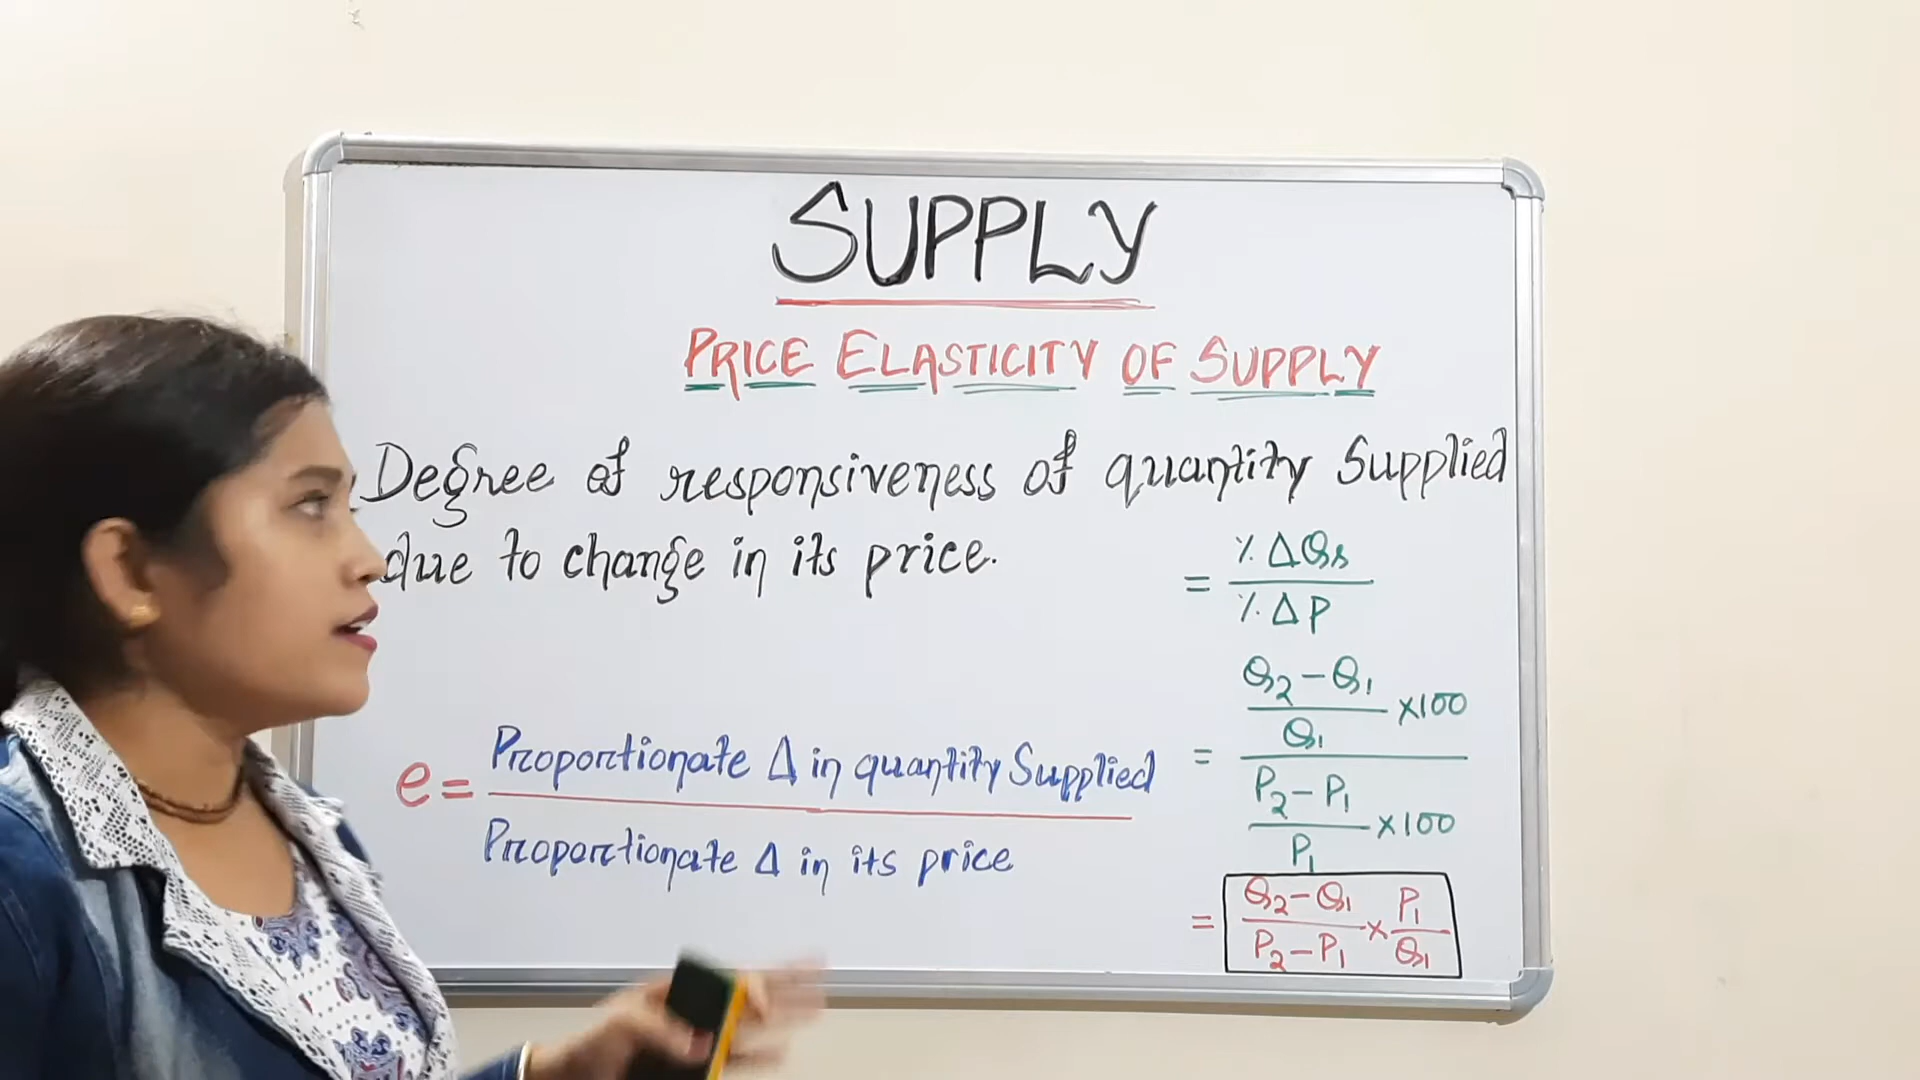 SUPPLY
PRICE ELASTICITY OF SUPPLY
Degree of responsiveness of quantity Supplied
due to change in its price.
= % ΔQs
% ΔP
Q2 - Q1
Q1
×100
=
P2 - P1
P1
×100
e = Proportionate Δ in quantity Supplied
Proportionate Δ in its price
= Q2 - Q1
P2 - P1
× P1
Q1